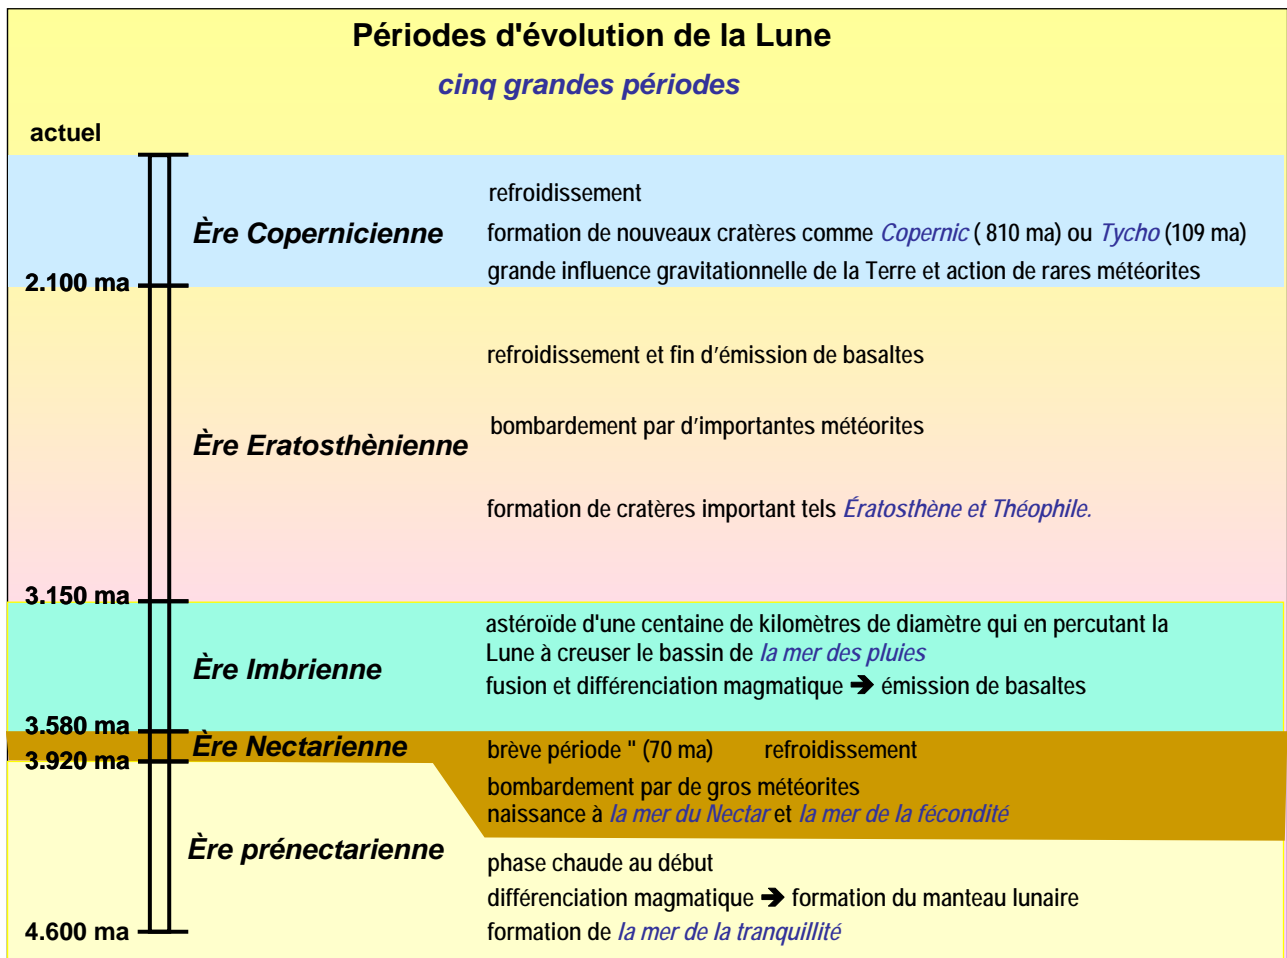 Périodes d'évolution de la Lune
cinq grandes périodes
actuel
refroidissement
Ère Copernicienne
formation de nouveaux cratères comme Copernic ( 810 ma) ou Tycho (109 ma)
grande influence gravitationnelle de la Terre et action de rares météorites
2.100 ma
refroidissement et fin d’émission de basaltes
bombardement par d’importantes météorites
Ère Eratosthènienne
formation de cratères important tels Ératosthène et Théophile.
3.150 ma
astéroïde d'une centaine de kilomètres de diamètre qui en percutant la
Lune à creuser le bassin de la mer des pluies
Ère Imbrienne
fusion et différenciation magmatique ➔ émission de basaltes
3.580 ma
Ère Nectarienne
brève période " (70 ma) refroidissement
3.920 ma
bombardement par de gros météorites
naissance à la mer du Nectar et la mer de la fécondité
Ère prénectarienne
phase chaude au début
différenciation magmatique ➔ formation du manteau lunaire
4.600 ma
formation de la mer de la tranquillité